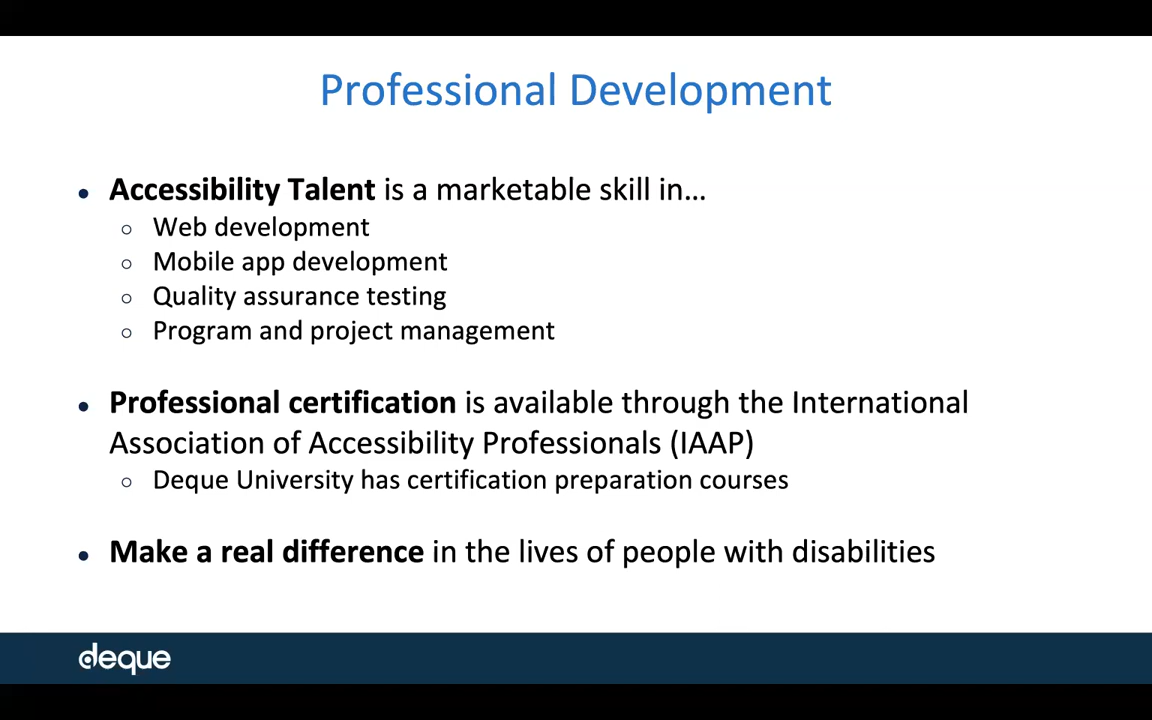 Professional Development
● Accessibility Talent is a marketable skill in…
○ Web development
○ Mobile app development
○ Quality assurance testing
○ Program and project management
● Professional certification is available through the International
Association of Accessibility Professionals (IAAP)
○ Deque University has certification preparation courses
● Make a real difference in the lives of people with disabilities
deque